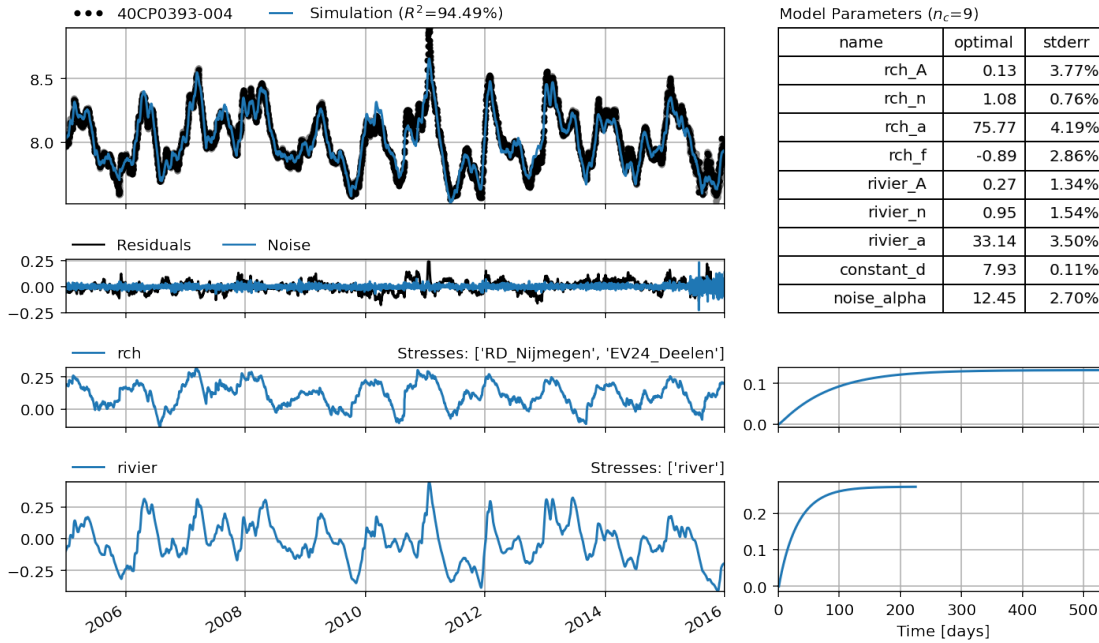 40CP0393-004 Simulation (R²=94.49%)
8.5
8.0
Residuals Noise
0.25
0.00
−0.25
rch Stresses: ['RD_Nijmegen', 'EV24_Deelen']
0.25
0.00
rivier Stresses: ['river']
0.25
0.00
−0.25
2006 2008 2010 2012 2014 2016
Model Parameters (n_c=9)
name optimal stderr
rch_A 0.13 3.77%
rch_n 1.08 0.76%
rch_a 75.77 4.19%
rch_f -0.89 2.86%
rivier_A 0.27 1.34%
rivier_n 0.95 1.54%
rivier_a 33.14 3.50%
constant_d 7.93 0.11%
noise_alpha 12.45 2.70%
0.1
0.0
0.2
0.1
0.0
0 100 200 300 400 500
Time [days]